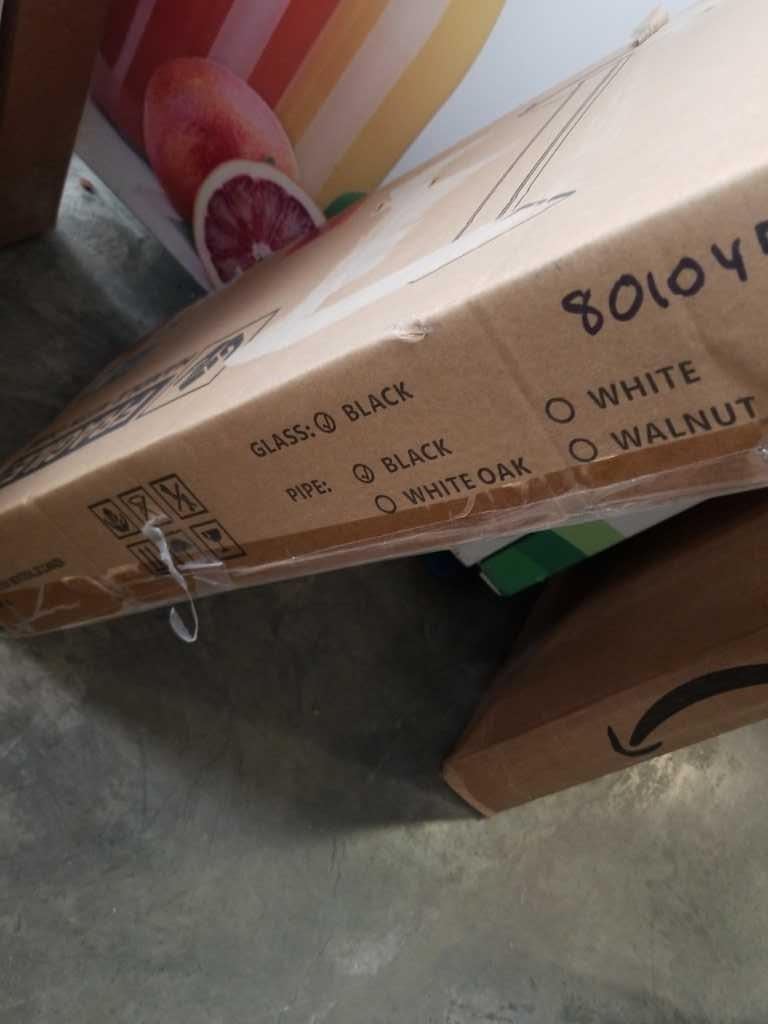 80104
GLASS: BLACK
WHITE
PIPE: BLACK
WALNUT
WHITE OAK